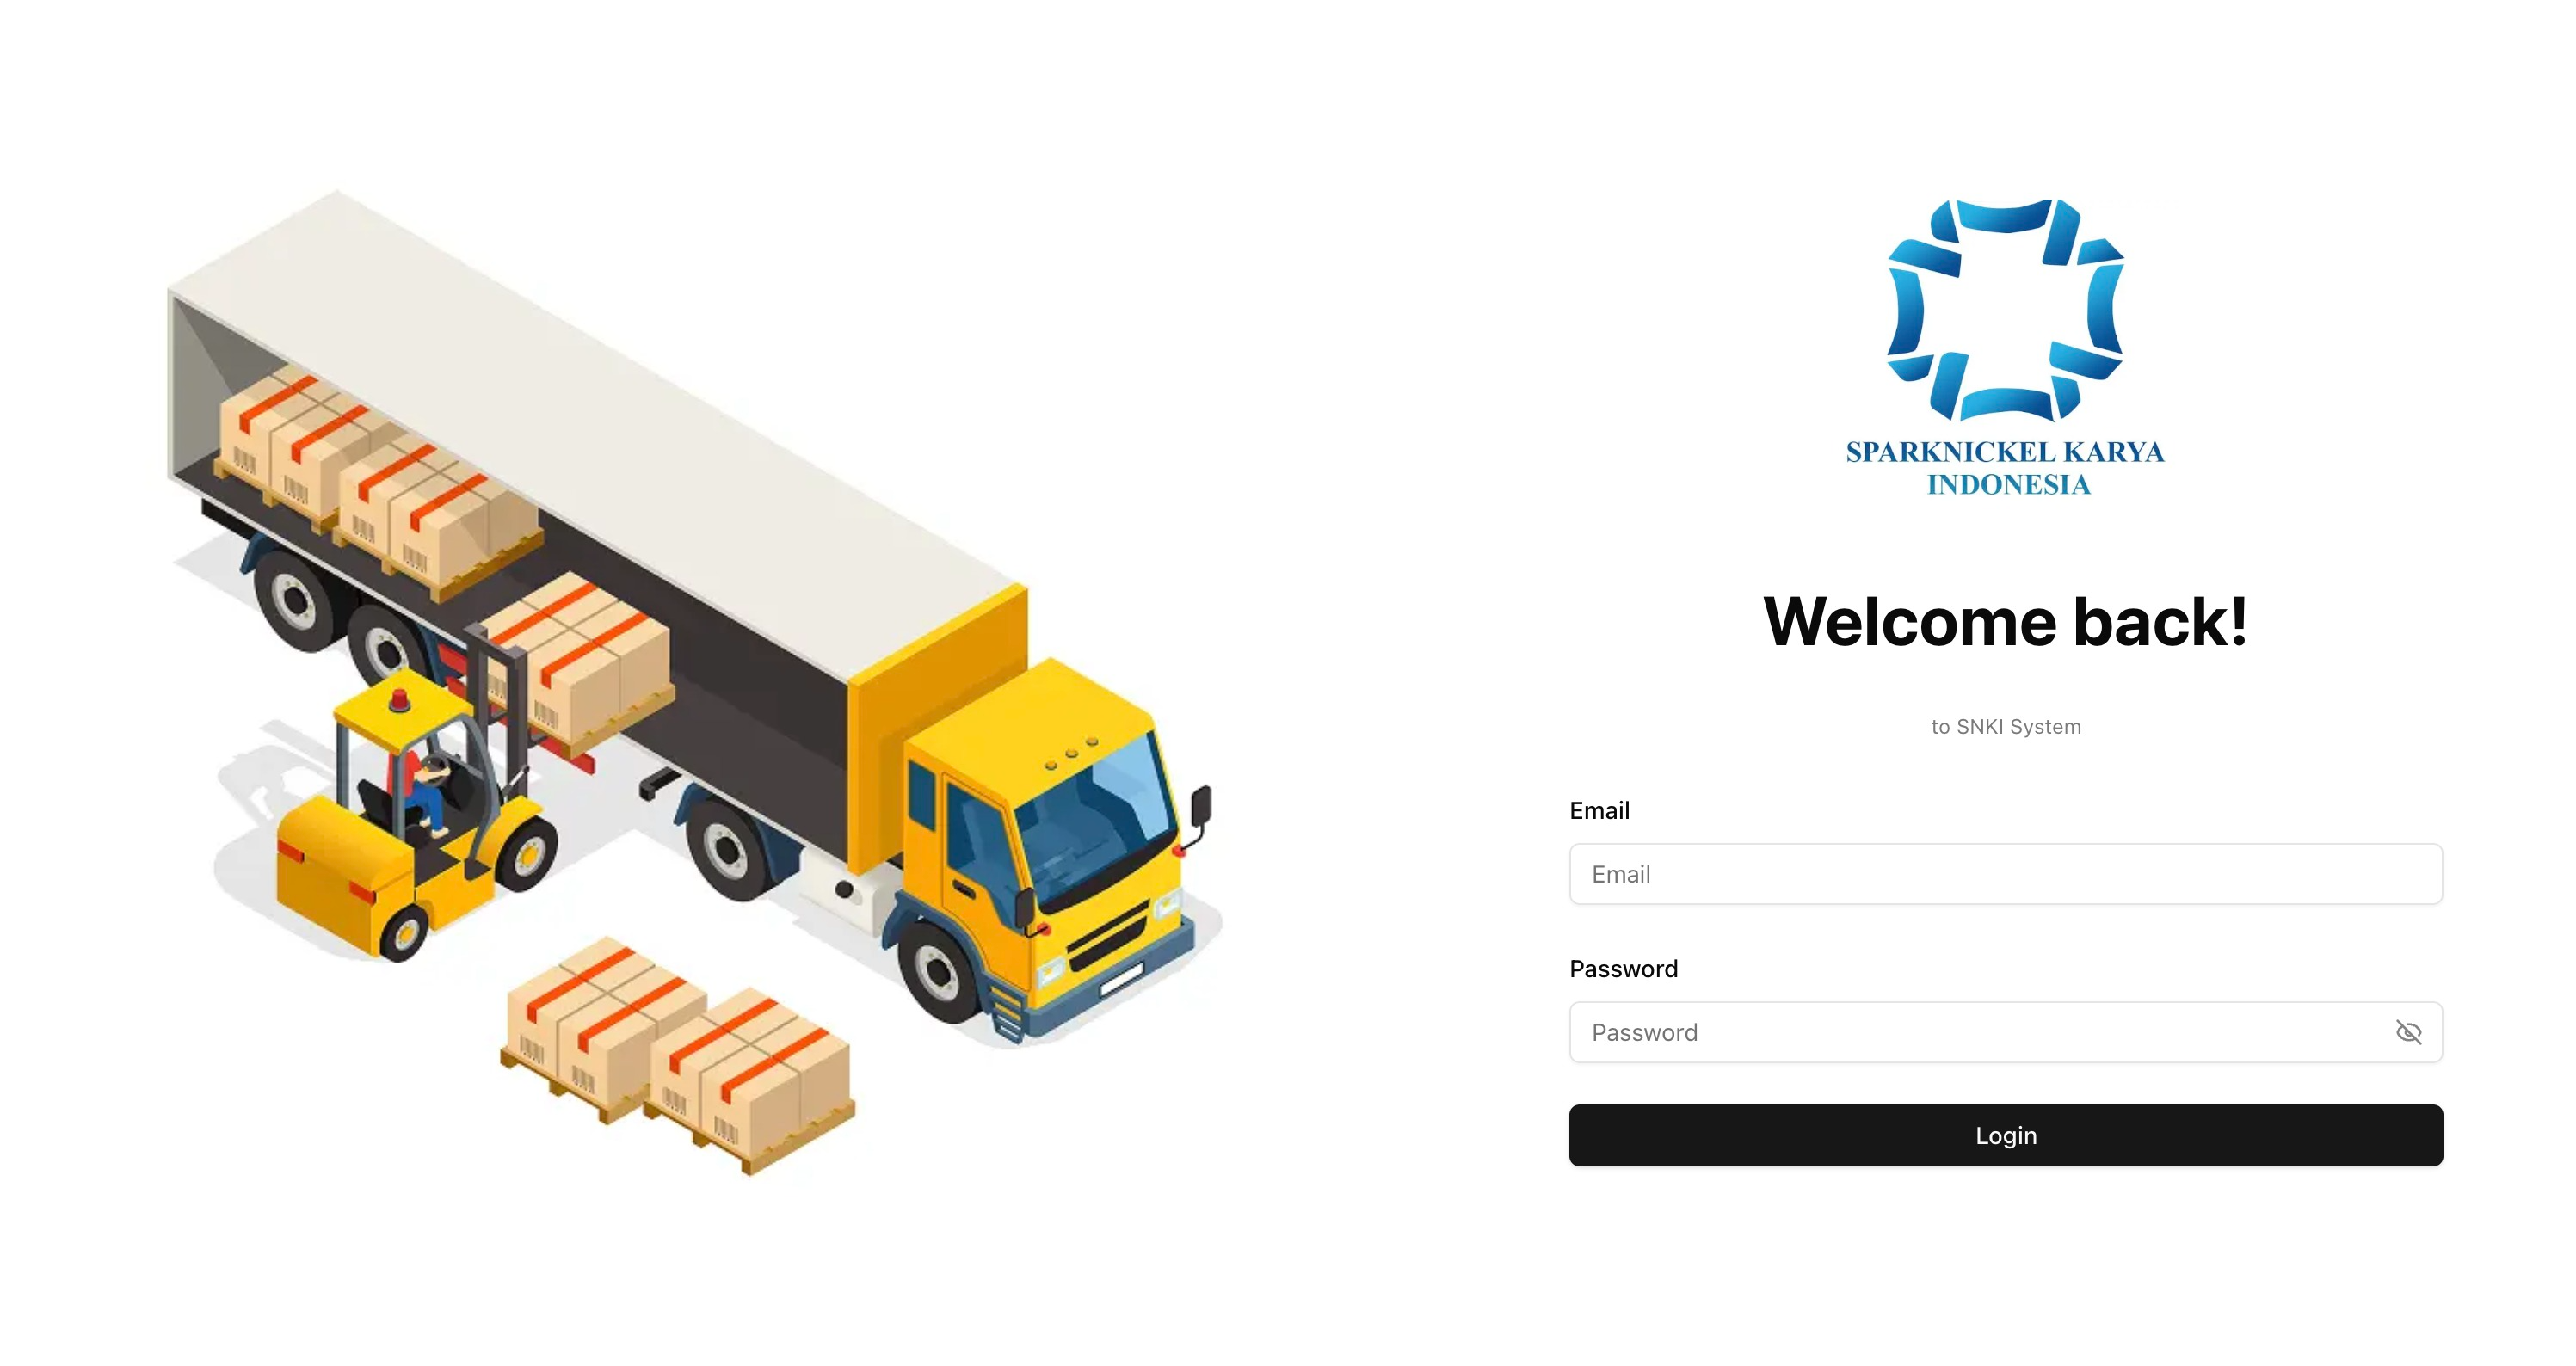 SPARKNICKEL KARYA
INDONESIA
Welcome back!
to SNKI System
Email
Email
Password
Password
Login